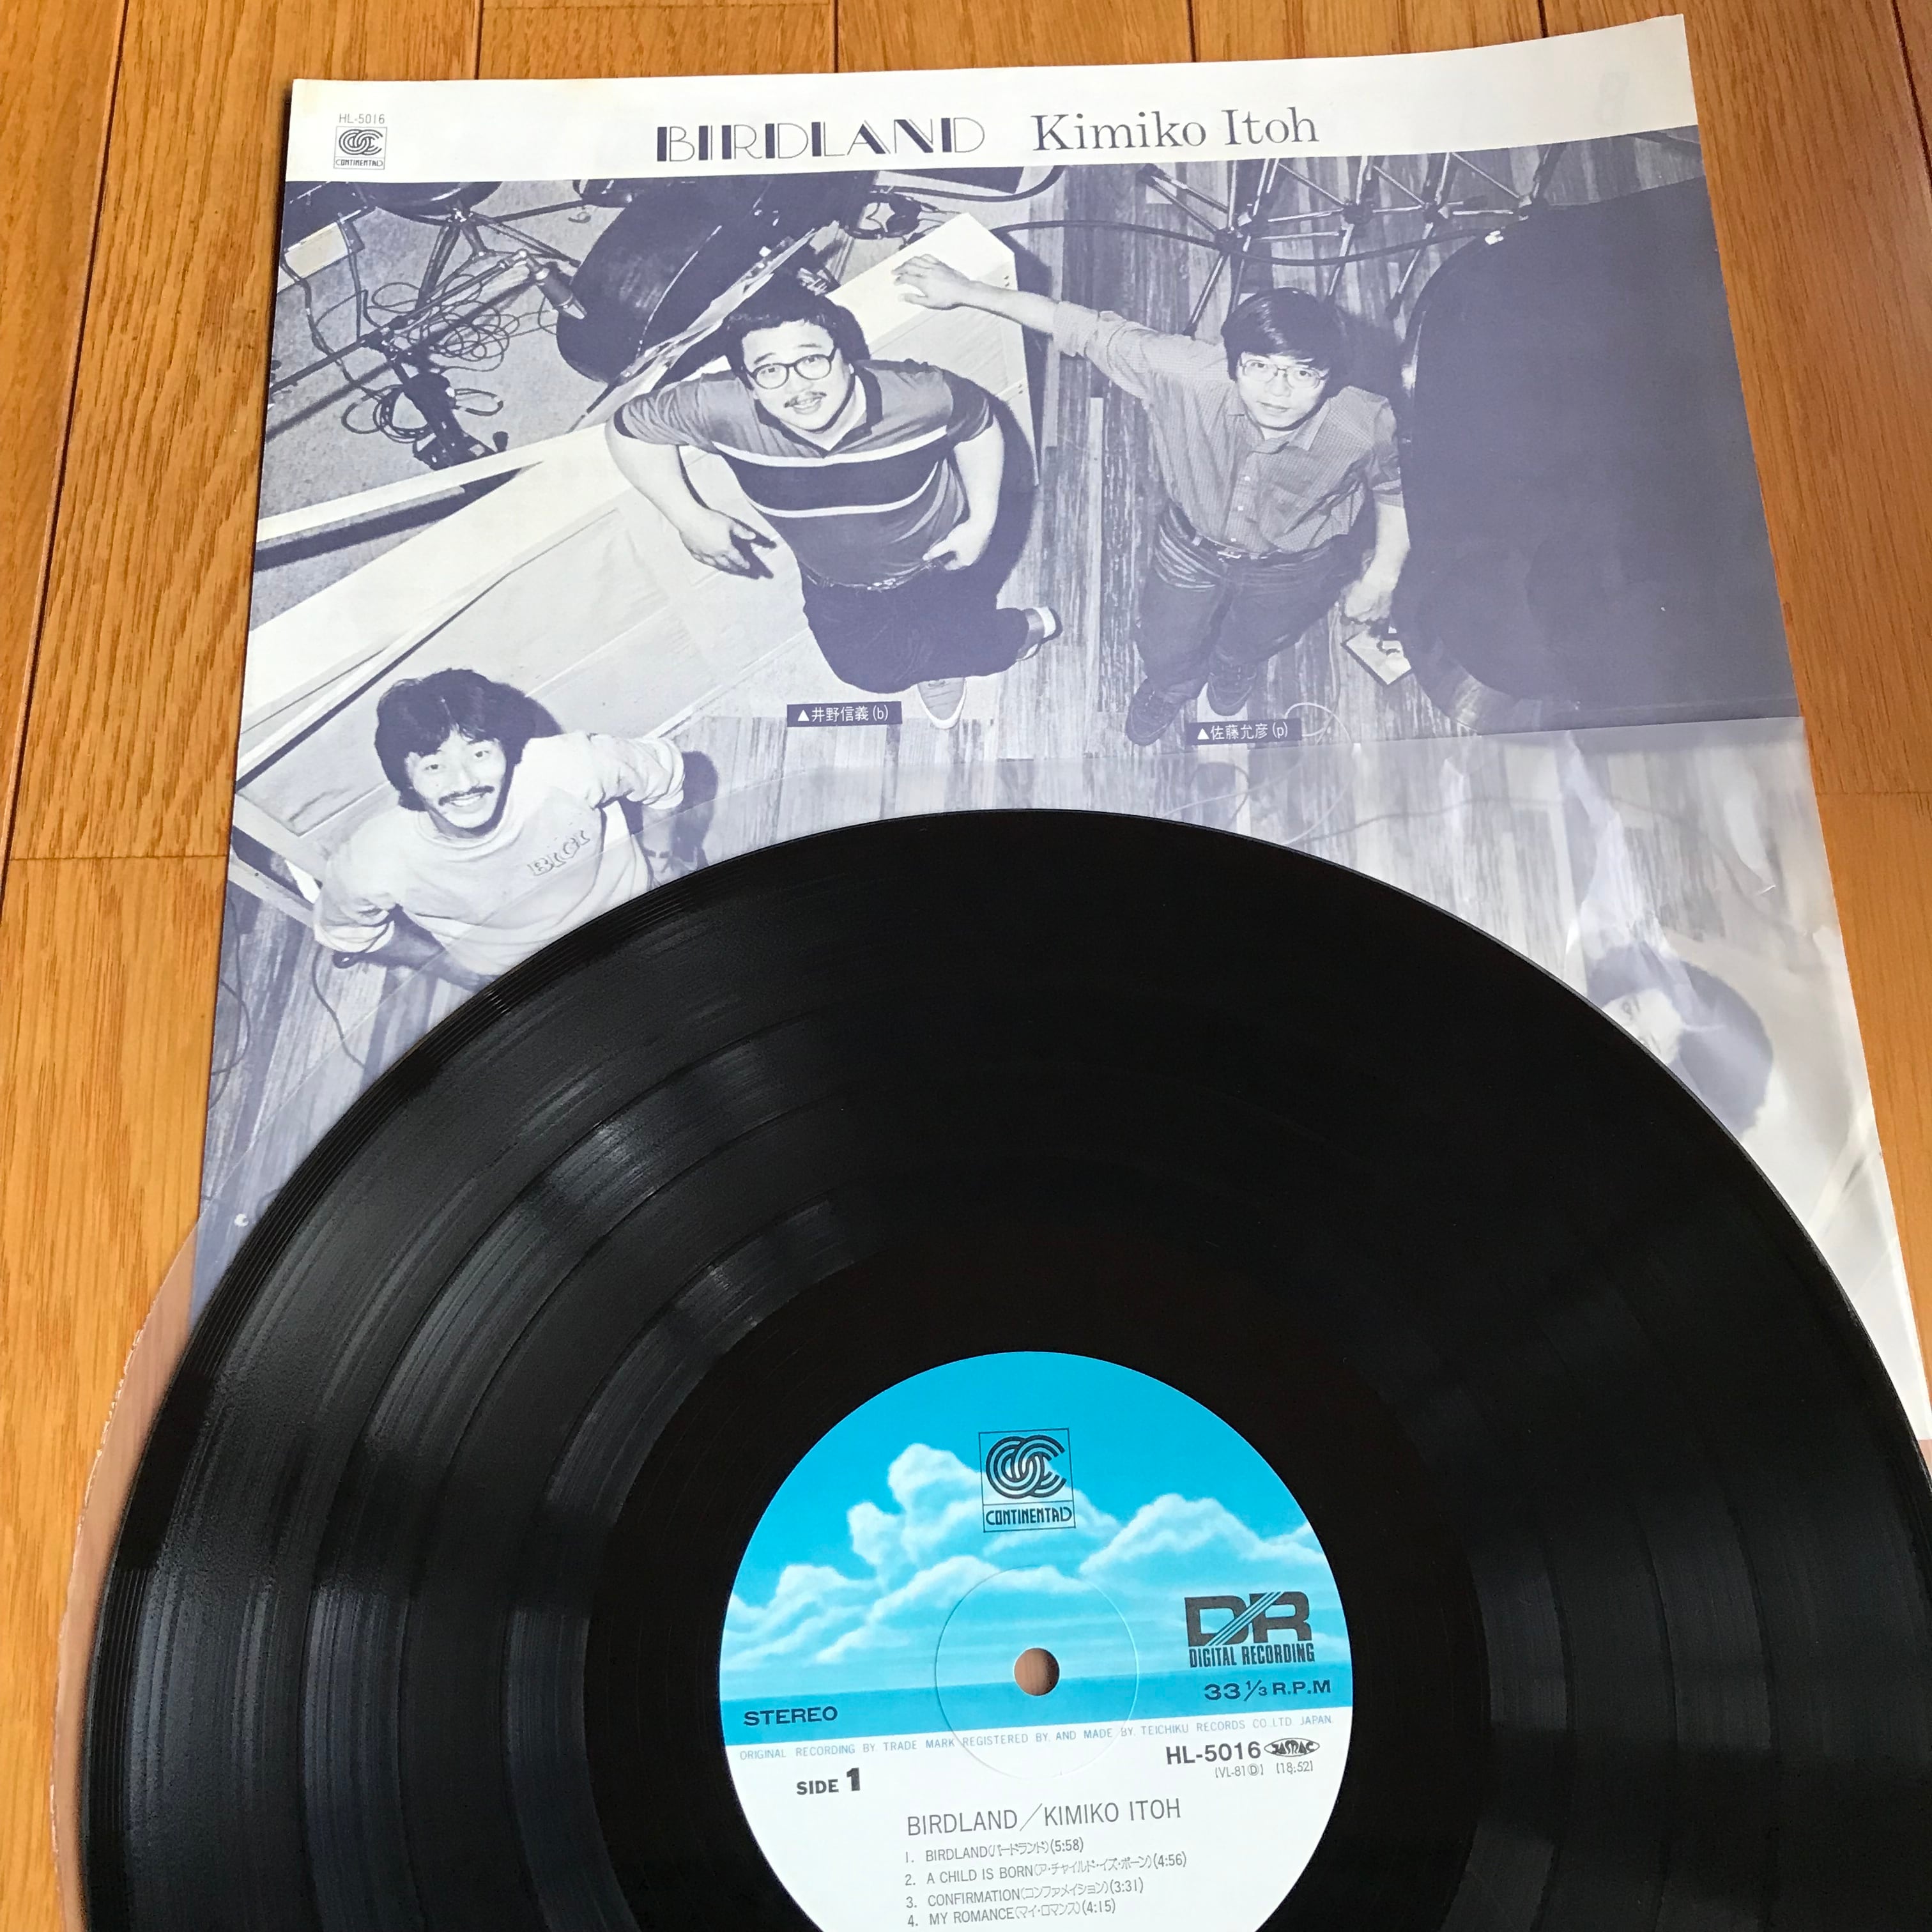 HL-5016
CONTINENTAL
BIRDLAND Kimiko Itoh
▲井野信義(b)
▲佐藤允彦(p)
CONTINENTAL
DR
DIGITAL RECORDING
33 1/3 R.P.M
STEREO
ORIGINAL RECORDING BY TRADE MARK REGISTERED BY AND MADE BY TEICHIKU RECORDS CO.LTD. JAPAN.
HL-5016 JASRAC
(VL-81Ⓓ) [18:52]
SIDE 1
BIRDLAND/KIMIKO ITOH
1. BIRDLAND(バードランド)(5:58)
2. A CHILD IS BORN(ア・チャイルド・イズ・ボーン)(4:56)
3. CONFIRMATION(コンファメイション)(3:31)
4. MY ROMANCE(マイ・ロマンス)(4:15)